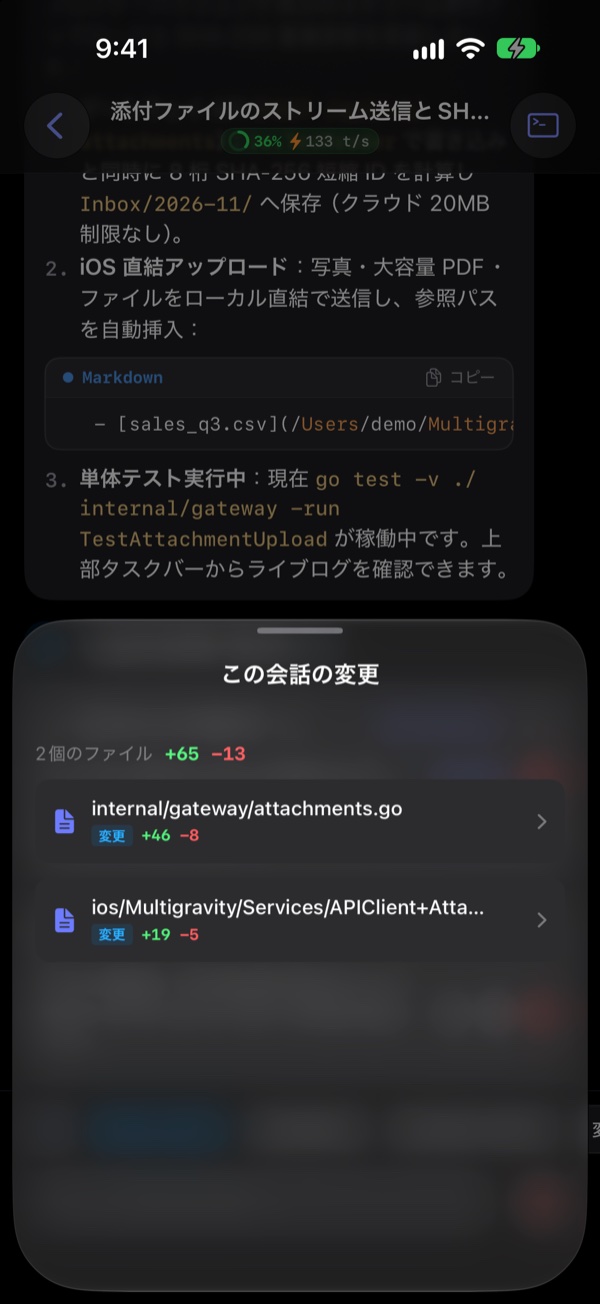 9:41
添付ファイルのストリーム送信と SH...
36% 133 t/s
と同時に 8 桁 SHA-256 短縮 ID を計算し
Inbox/2026-11/ へ保存（クラウド 20MB
制限なし）。
2. iOS 直結アップロード：写真・大容量 PDF・
ファイルをローカル直結で送信し、参照パス
を自動挿入：
Markdown
コピー
- [sales_q3.csv](/Users/demo/Multigra
3. 単体テスト実行中：現在 go test -v ./
internal/gateway -run
TestAttachmentUpload が稼働中です。上
部タスクバーからライブログを確認できます。
この会話の変更
2個のファイル +65 -13
internal/gateway/attachments.go
変更 +46 -8
ios/Multigravity/Services/APIClient+Atta...
変更 +19 -5